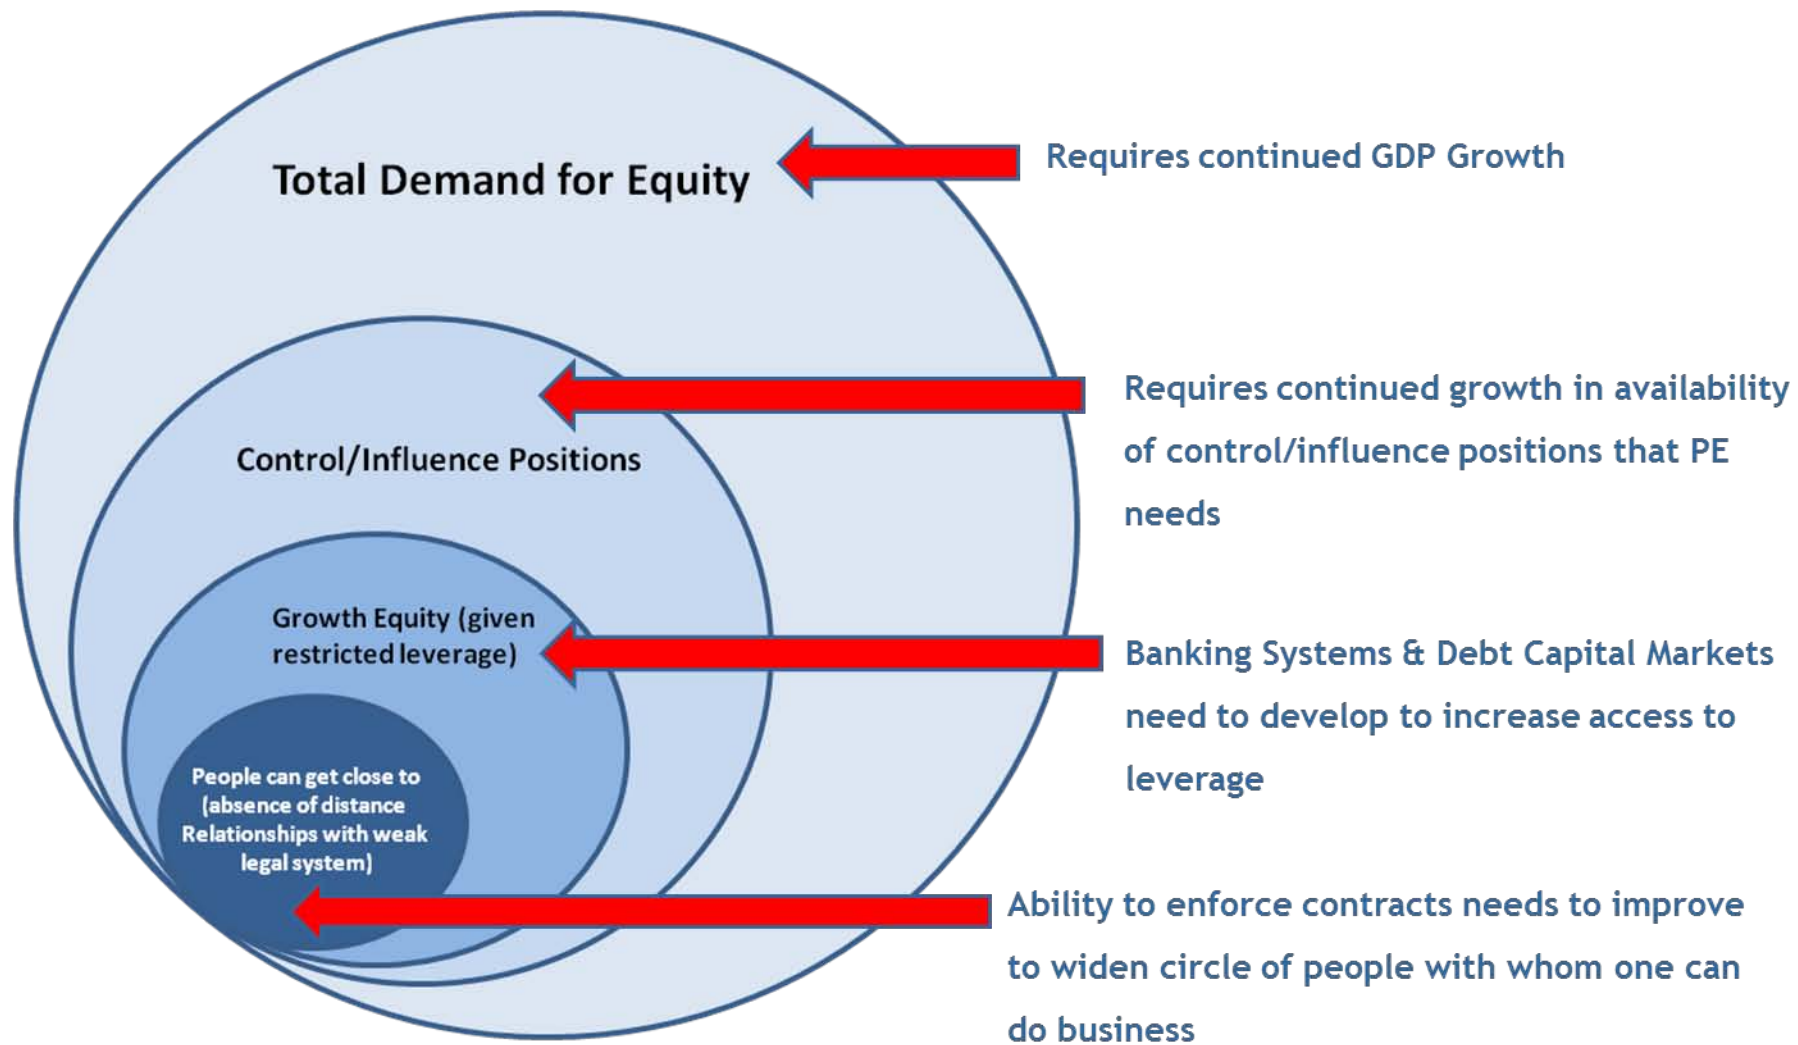 Total Demand for Equity
Requires continued GDP Growth
Control/Influence Positions
Requires continued growth in availability
of control/influence positions that PE
needs
Growth Equity (given
restricted leverage)
Banking Systems & Debt Capital Markets
need to develop to increase access to
leverage
People can get close to
(absence of distance
Relationships with weak
legal system)
Ability to enforce contracts needs to improve
to widen circle of people with whom one can
do business